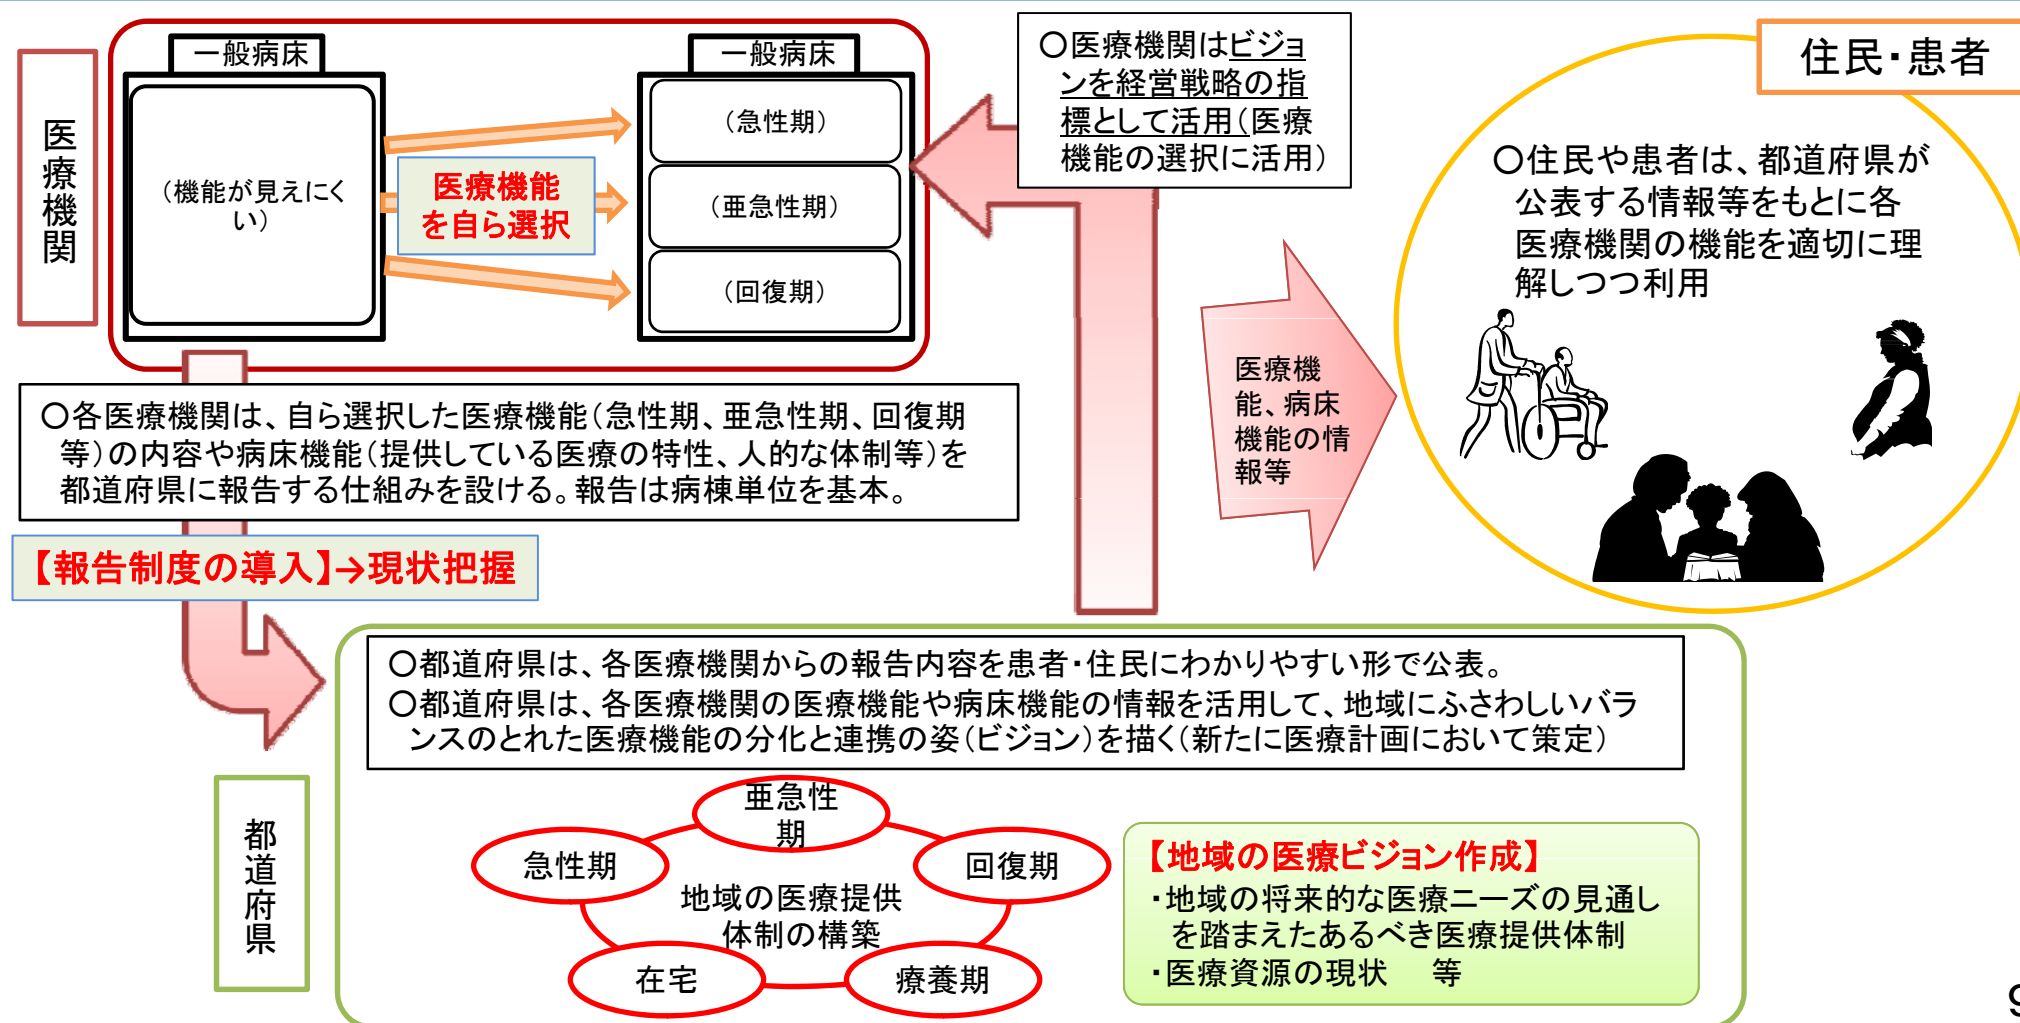 医療機関
一般病床
（機能が見えにく
い）
医療機能
を自ら選択
一般病床
（急性期）
（亜急性期）
（回復期）
○医療機関はビジョ
ンを経営戦略の指
標として活用（医療
機能の選択に活用）
住民・患者
○住民や患者は、都道府県が
公表する情報等をもとに各
医療機関の機能を適切に理
解しつつ利用
医療機
能、病床
機能の情
報等
○各医療機関は、自ら選択した医療機能（急性期、亜急性期、回復期
等）の内容や病床機能（提供している医療の特性、人的な体制等）を
都道府県に報告する仕組みを設ける。報告は病棟単位を基本。
【報告制度の導入】→現状把握
○都道府県は、各医療機関からの報告内容を患者・住民にわかりやすい形で公表。
○都道府県は、各医療機関の医療機能や病床機能の情報を活用して、地域にふさわしいバラ
ンスのとれた医療機能の分化と連携の姿（ビジョン）を描く（新たに医療計画において策定）
都道府県
亜急性
期
急性期
回復期
地域の医療提供
体制の構築
在宅
療養期
【地域の医療ビジョン作成】
・地域の将来的な医療ニーズの見通し
を踏まえたあるべき医療提供体制
・医療資源の現状　等
9